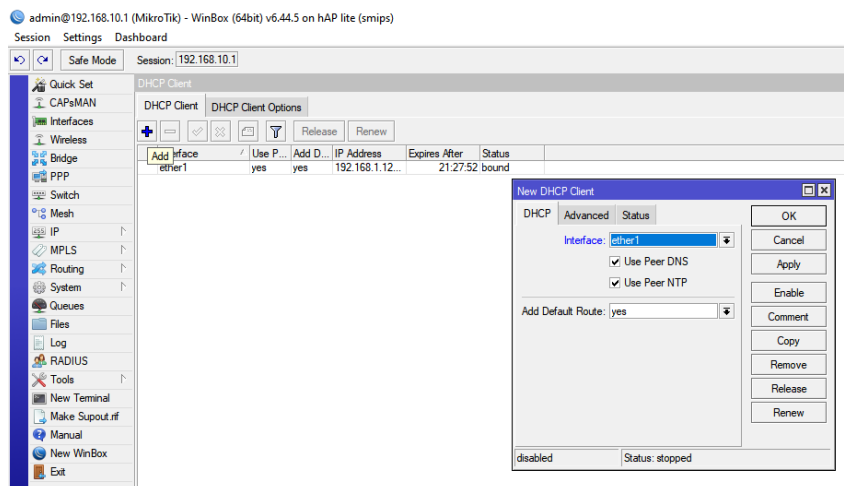 admin@192.168.10.1 (MikroTik) - WinBox (64bit) v6.44.5 on hAP lite (smips)
Session Settings Dashboard
Safe Mode Session: 192.168.10.1
Quick Set
CAPsMAN
Interfaces
Wireless
Bridge
PPP
Switch
Mesh
IP
MPLS
Routing
System
Queues
Files
Log
RADIUS
Tools
New Terminal
Make Supout.rif
Manual
New WinBox
Exit
DHCP Client
DHCP Client DHCP Client Options
Release Renew
Add
erface / Use P... Add D... IP Address Expires After Status
ether1 yes yes 192.168.1.12... 21:27:52 bound
New DHCP Client
DHCP Advanced Status
Interface: ether1
Use Peer DNS
Use Peer NTP
Add Default Route: yes
OK
Cancel
Apply
Enable
Comment
Copy
Remove
Release
Renew
disabled Status: stopped